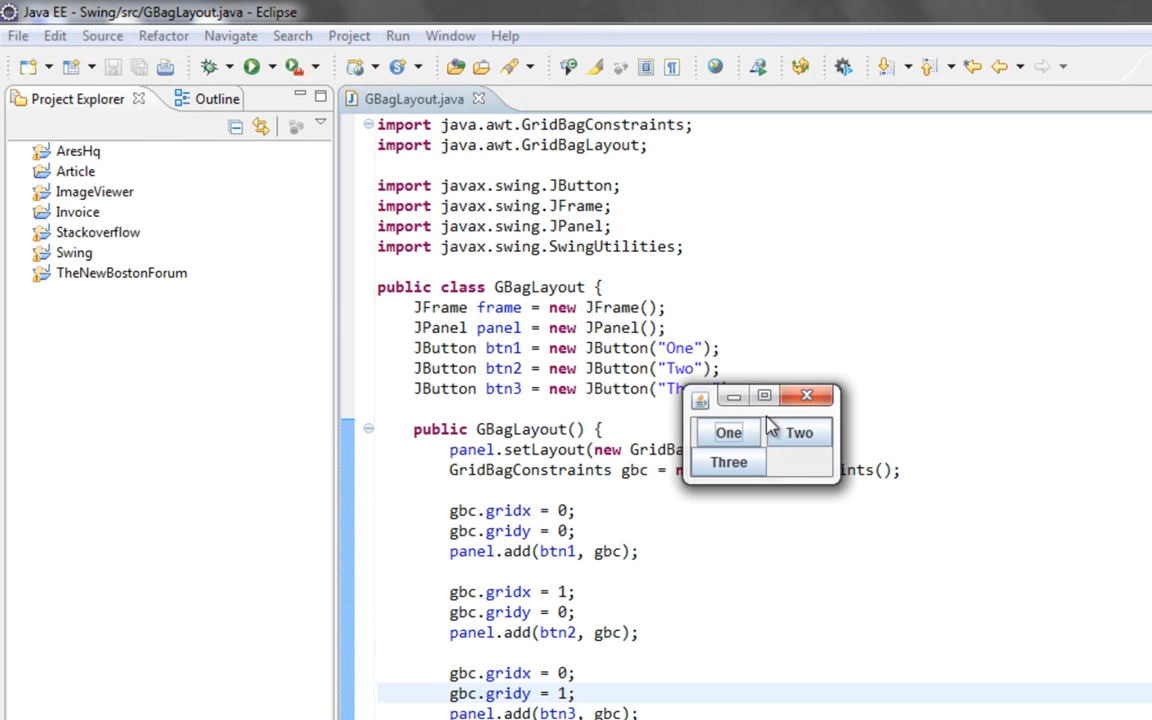 Java EE - Swing/src/GBagLayout.java - Eclipse
File Edit Source Refactor Navigate Search Project Run Window Help
Project Explorer Outline
AresHq
Article
ImageViewer
Invoice
Stackoverflow
Swing
TheNewBostonForum
GBagLayout.java
import java.awt.GridBagConstraints;
import java.awt.GridBagLayout;
import javax.swing.JButton;
import javax.swing.JFrame;
import javax.swing.JPanel;
import javax.swing.SwingUtilities;
public class GBagLayout {
JFrame frame = new JFrame();
JPanel panel = new JPanel();
JButton btn1 = new JButton("One");
JButton btn2 = new JButton("Two");
JButton btn3 = new JButton("Th
public GBagLayout() {
panel.setLayout(new GridBa
GridBagConstraints gbc = n ints();
One Two
Three
gbc.gridx = 0;
gbc.gridy = 0;
panel.add(btn1, gbc);
gbc.gridx = 1;
gbc.gridy = 0;
panel.add(btn2, gbc);
gbc.gridx = 0;
gbc.gridy = 1;
panel.add(btn3, gbc);